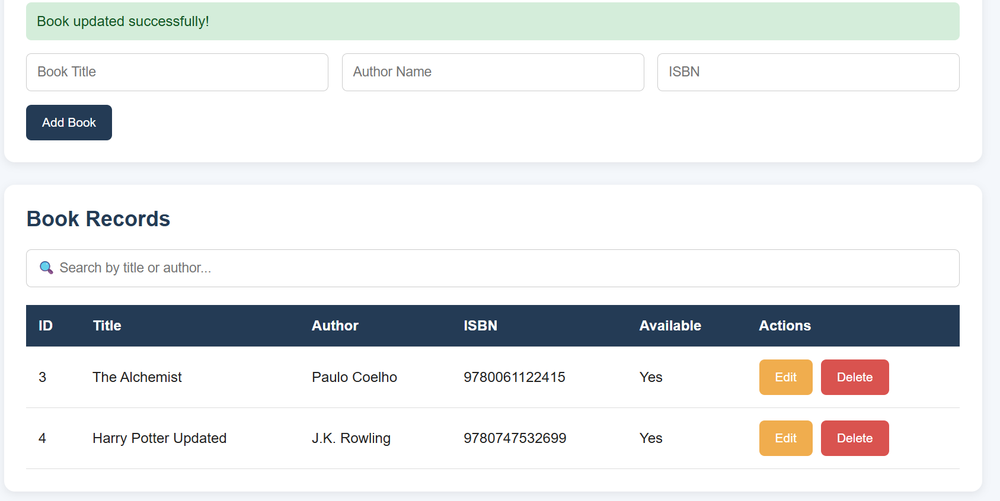 Book updated successfully!
Book Title Author Name ISBN
Add Book
Book Records
🔍 Search by title or author...
ID Title Author ISBN Available Actions
3 The Alchemist Paulo Coelho 9780061122415 Yes Edit Delete
4 Harry Potter Updated J.K. Rowling 9780747532699 Yes Edit Delete